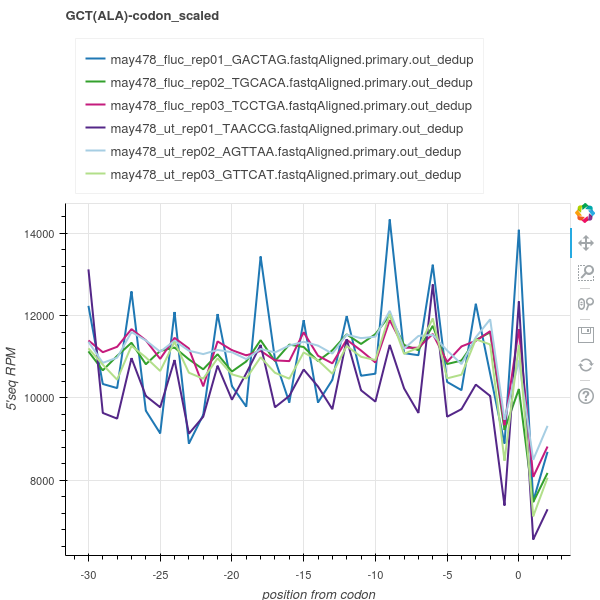 GCT(ALA)-codon_scaled
may478_fluc_rep01_GACTAG.fastqAligned.primary.out_dedup
may478_fluc_rep02_TGCACA.fastqAligned.primary.out_dedup
may478_fluc_rep03_TCCTGA.fastqAligned.primary.out_dedup
may478_ut_rep01_TAACCG.fastqAligned.primary.out_dedup
may478_ut_rep02_AGTTAA.fastqAligned.primary.out_dedup
may478_ut_rep03_GTTCAT.fastqAligned.primary.out_dedup
14000
12000
10000
8000
5'seq RPM
-30 -25 -20 -15 -10 -5 0
position from codon